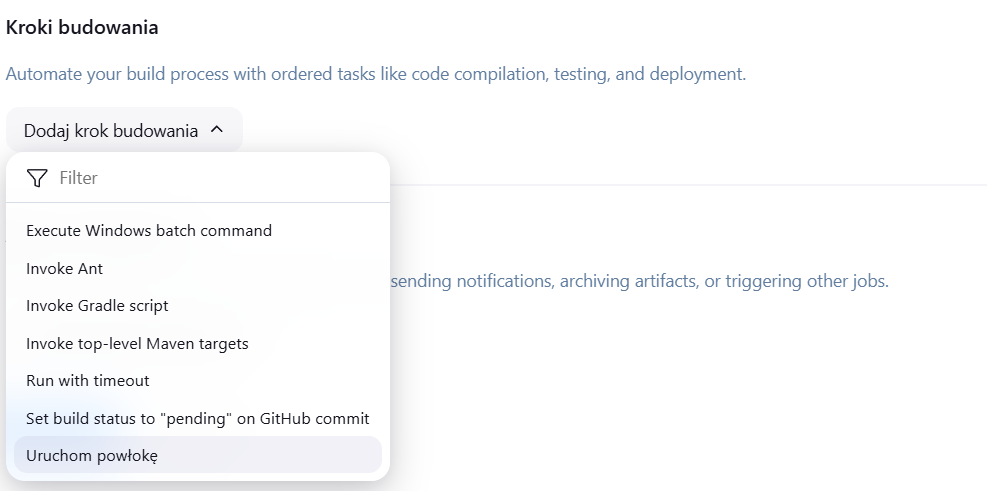 Kroki budowania
Automate your build process with ordered tasks like code compilation, testing, and deployment.
Dodaj krok budowania
Filter
Execute Windows batch command
Invoke Ant
sending notifications, archiving artifacts, or triggering other jobs.
Invoke Gradle script
Invoke top-level Maven targets
Run with timeout
Set build status to "pending" on GitHub commit
Uruchom powłokę